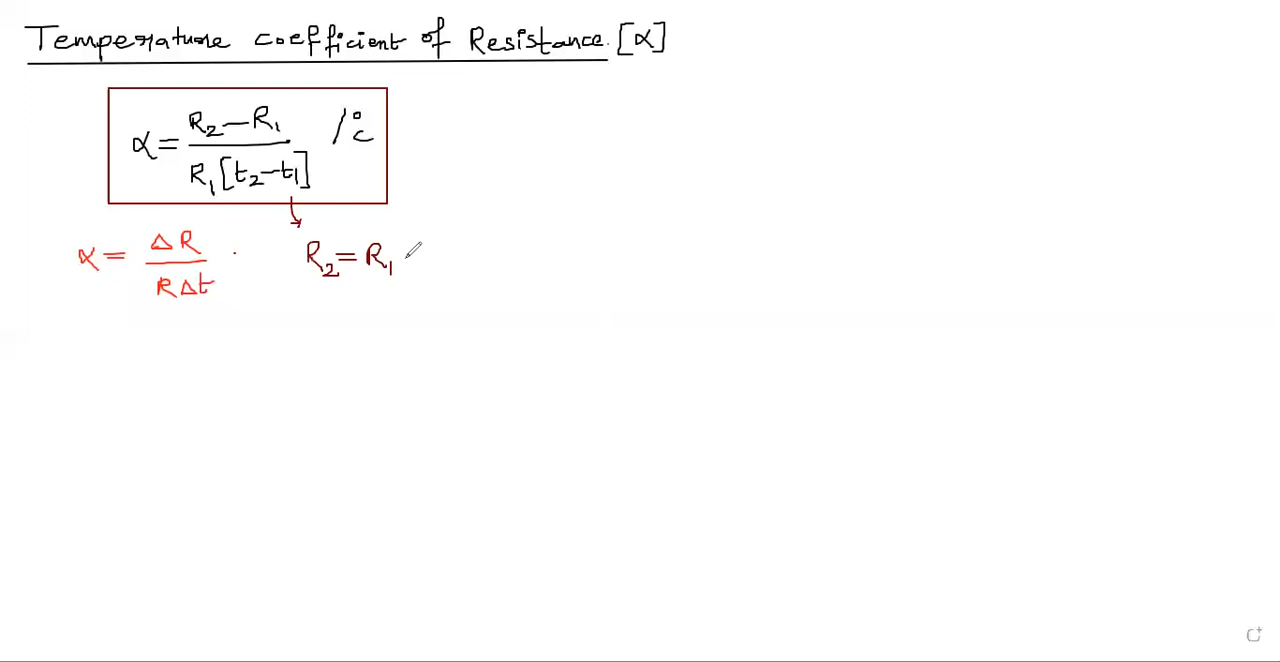 Temperature coefficient of Resistance. [α]
α = R₂ − R₁ / R₁[t₂ − t₁] /°c
α = ΔR / RΔt . R₂ = R₁